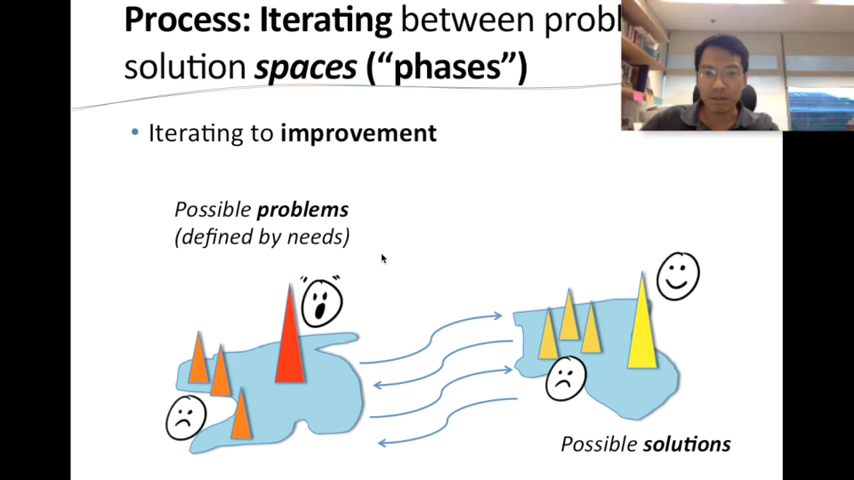 Process: Iterating between probl
solution spaces (“phases”)
• Iterating to improvement
Possible problems
(defined by needs)
Possible solutions